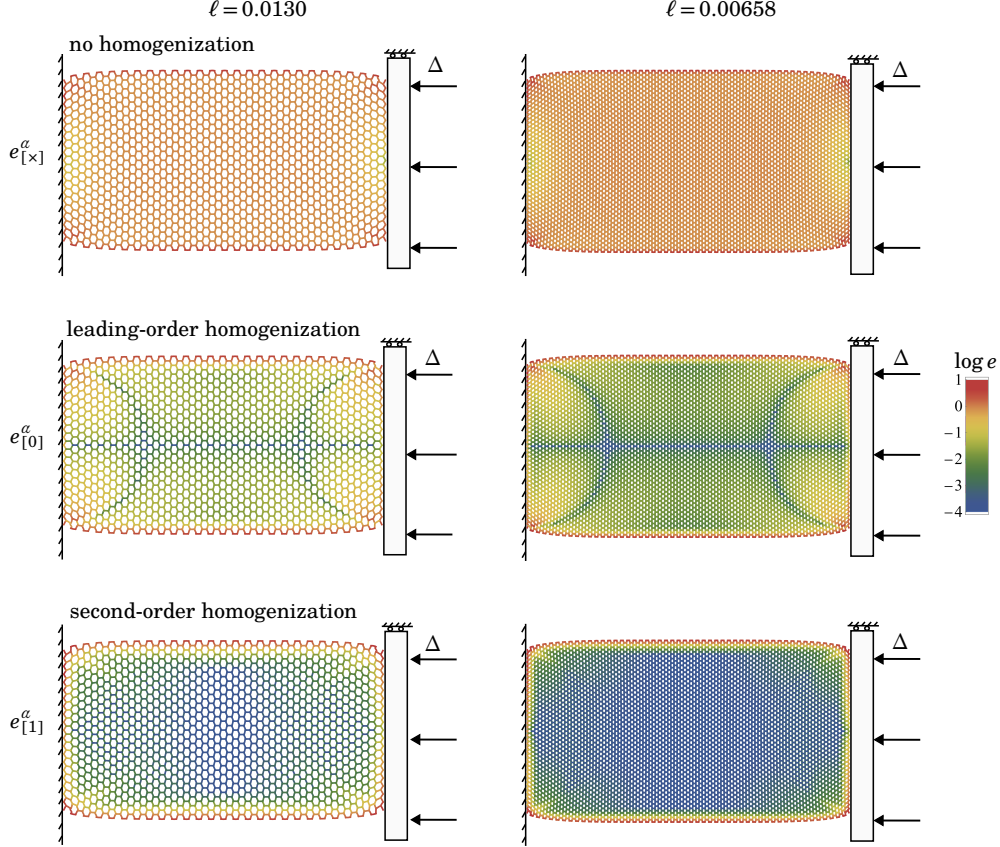 ℓ = 0.0130
ℓ = 0.00658
no homogenization
Δ
Δ
e^α_[×]
leading-order homogenization
Δ
Δ
e^α_[0]
log e
1
0
−1
−2
−3
−4
second-order homogenization
Δ
Δ
e^α_[1]